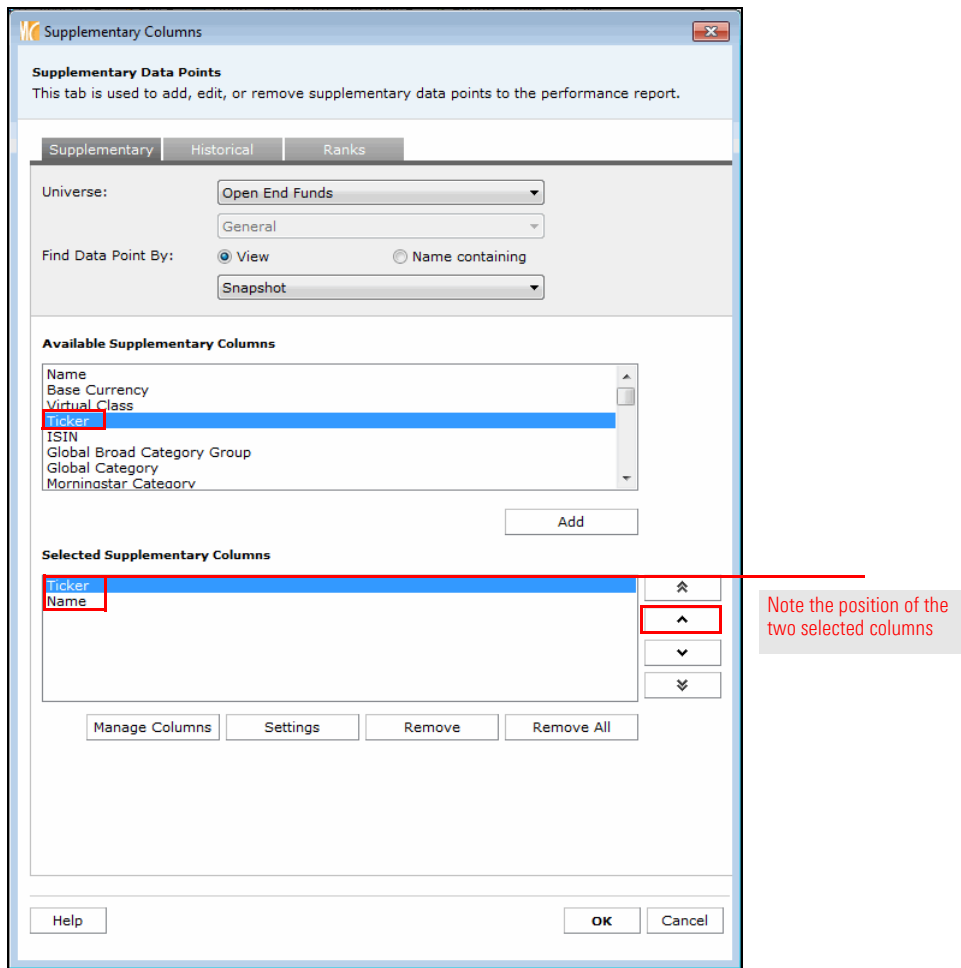 Supplementary Columns
Supplementary Data Points
This tab is used to add, edit, or remove supplementary data points to the performance report.
Supplementary Historical Ranks
Universe: Open End Funds
General
Find Data Point By: View Name containing
Snapshot
Available Supplementary Columns
Name
Base Currency
Virtual Class
Ticker
ISIN
Global Broad Category Group
Global Category
Morningstar Category
Add
Selected Supplementary Columns
Ticker
Name
Note the position of the
two selected columns
Manage Columns Settings Remove Remove All
Help OK Cancel